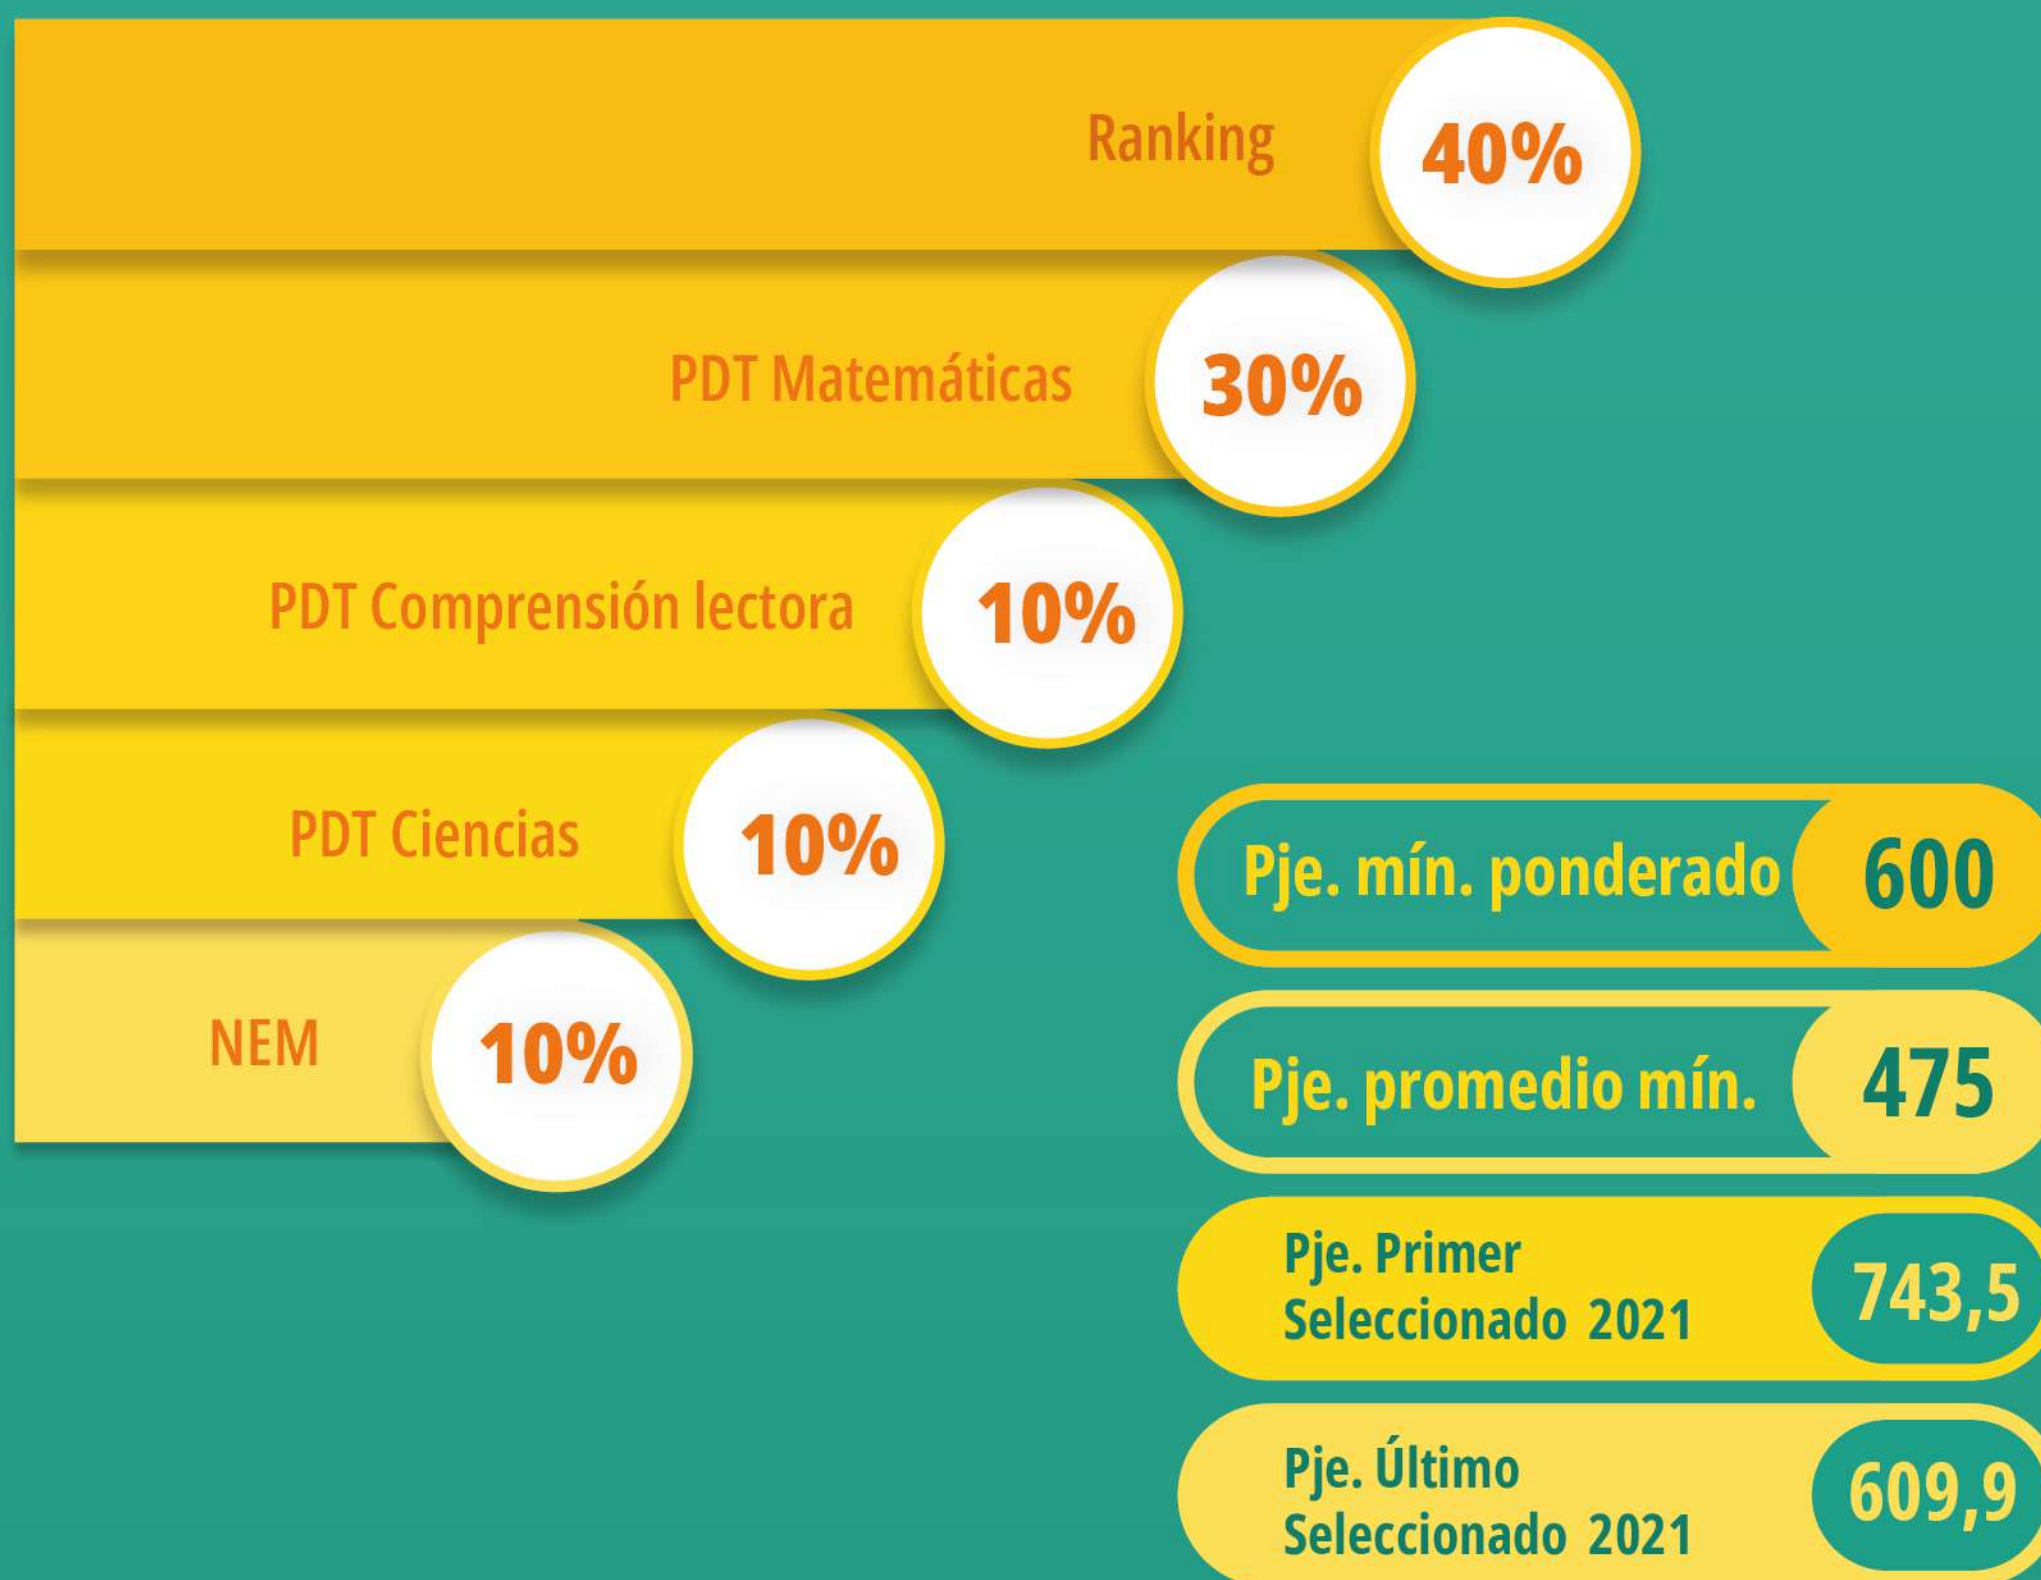 Ranking 40%
PDT Matemáticas 30%
PDT Comprensión lectora 10%
PDT Ciencias 10%
NEM 10%
Pje. mín. ponderado 600
Pje. promedio mín. 475
Pje. Primer
Seleccionado 2021 743,5
Pje. Último
Seleccionado 2021 609,9